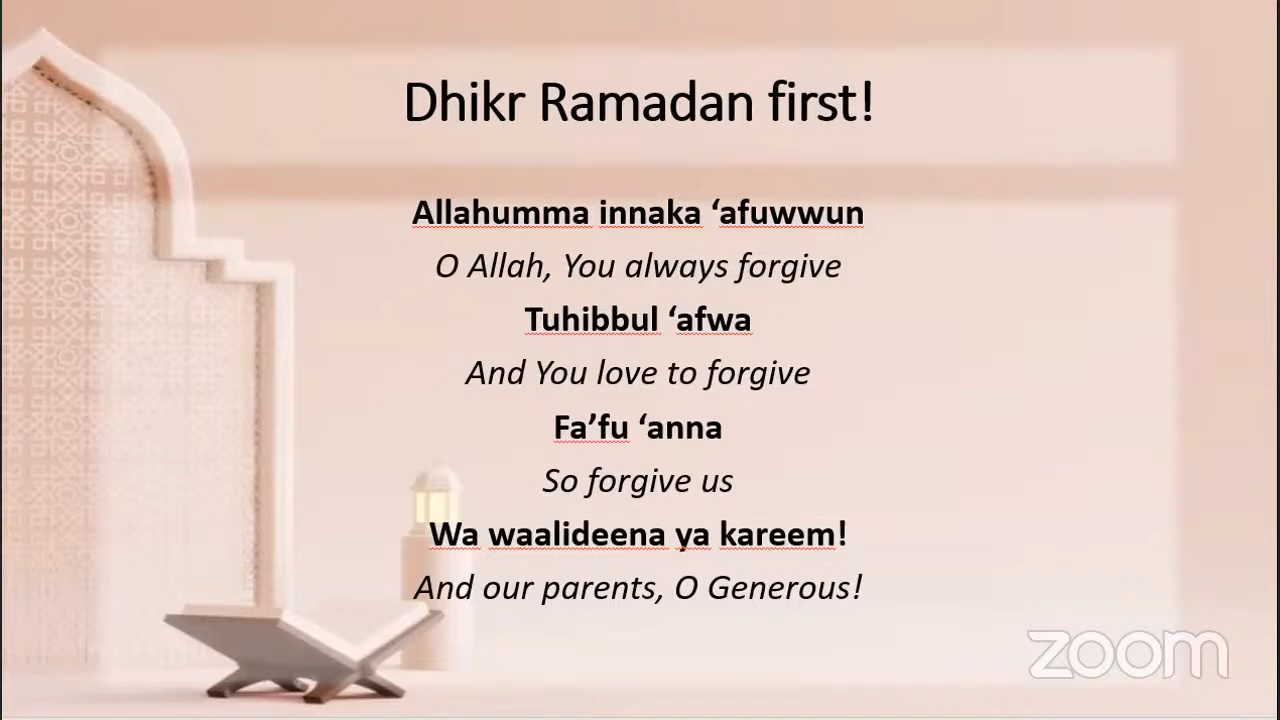 Dhikr Ramadan first!
Allahumma innaka ‘afuwwun
O Allah, You always forgive
Tuhibbul ‘afwa
And You love to forgive
Fa’fu ‘anna
So forgive us
Wa waalideena ya kareem!
And our parents, O Generous!
zoom